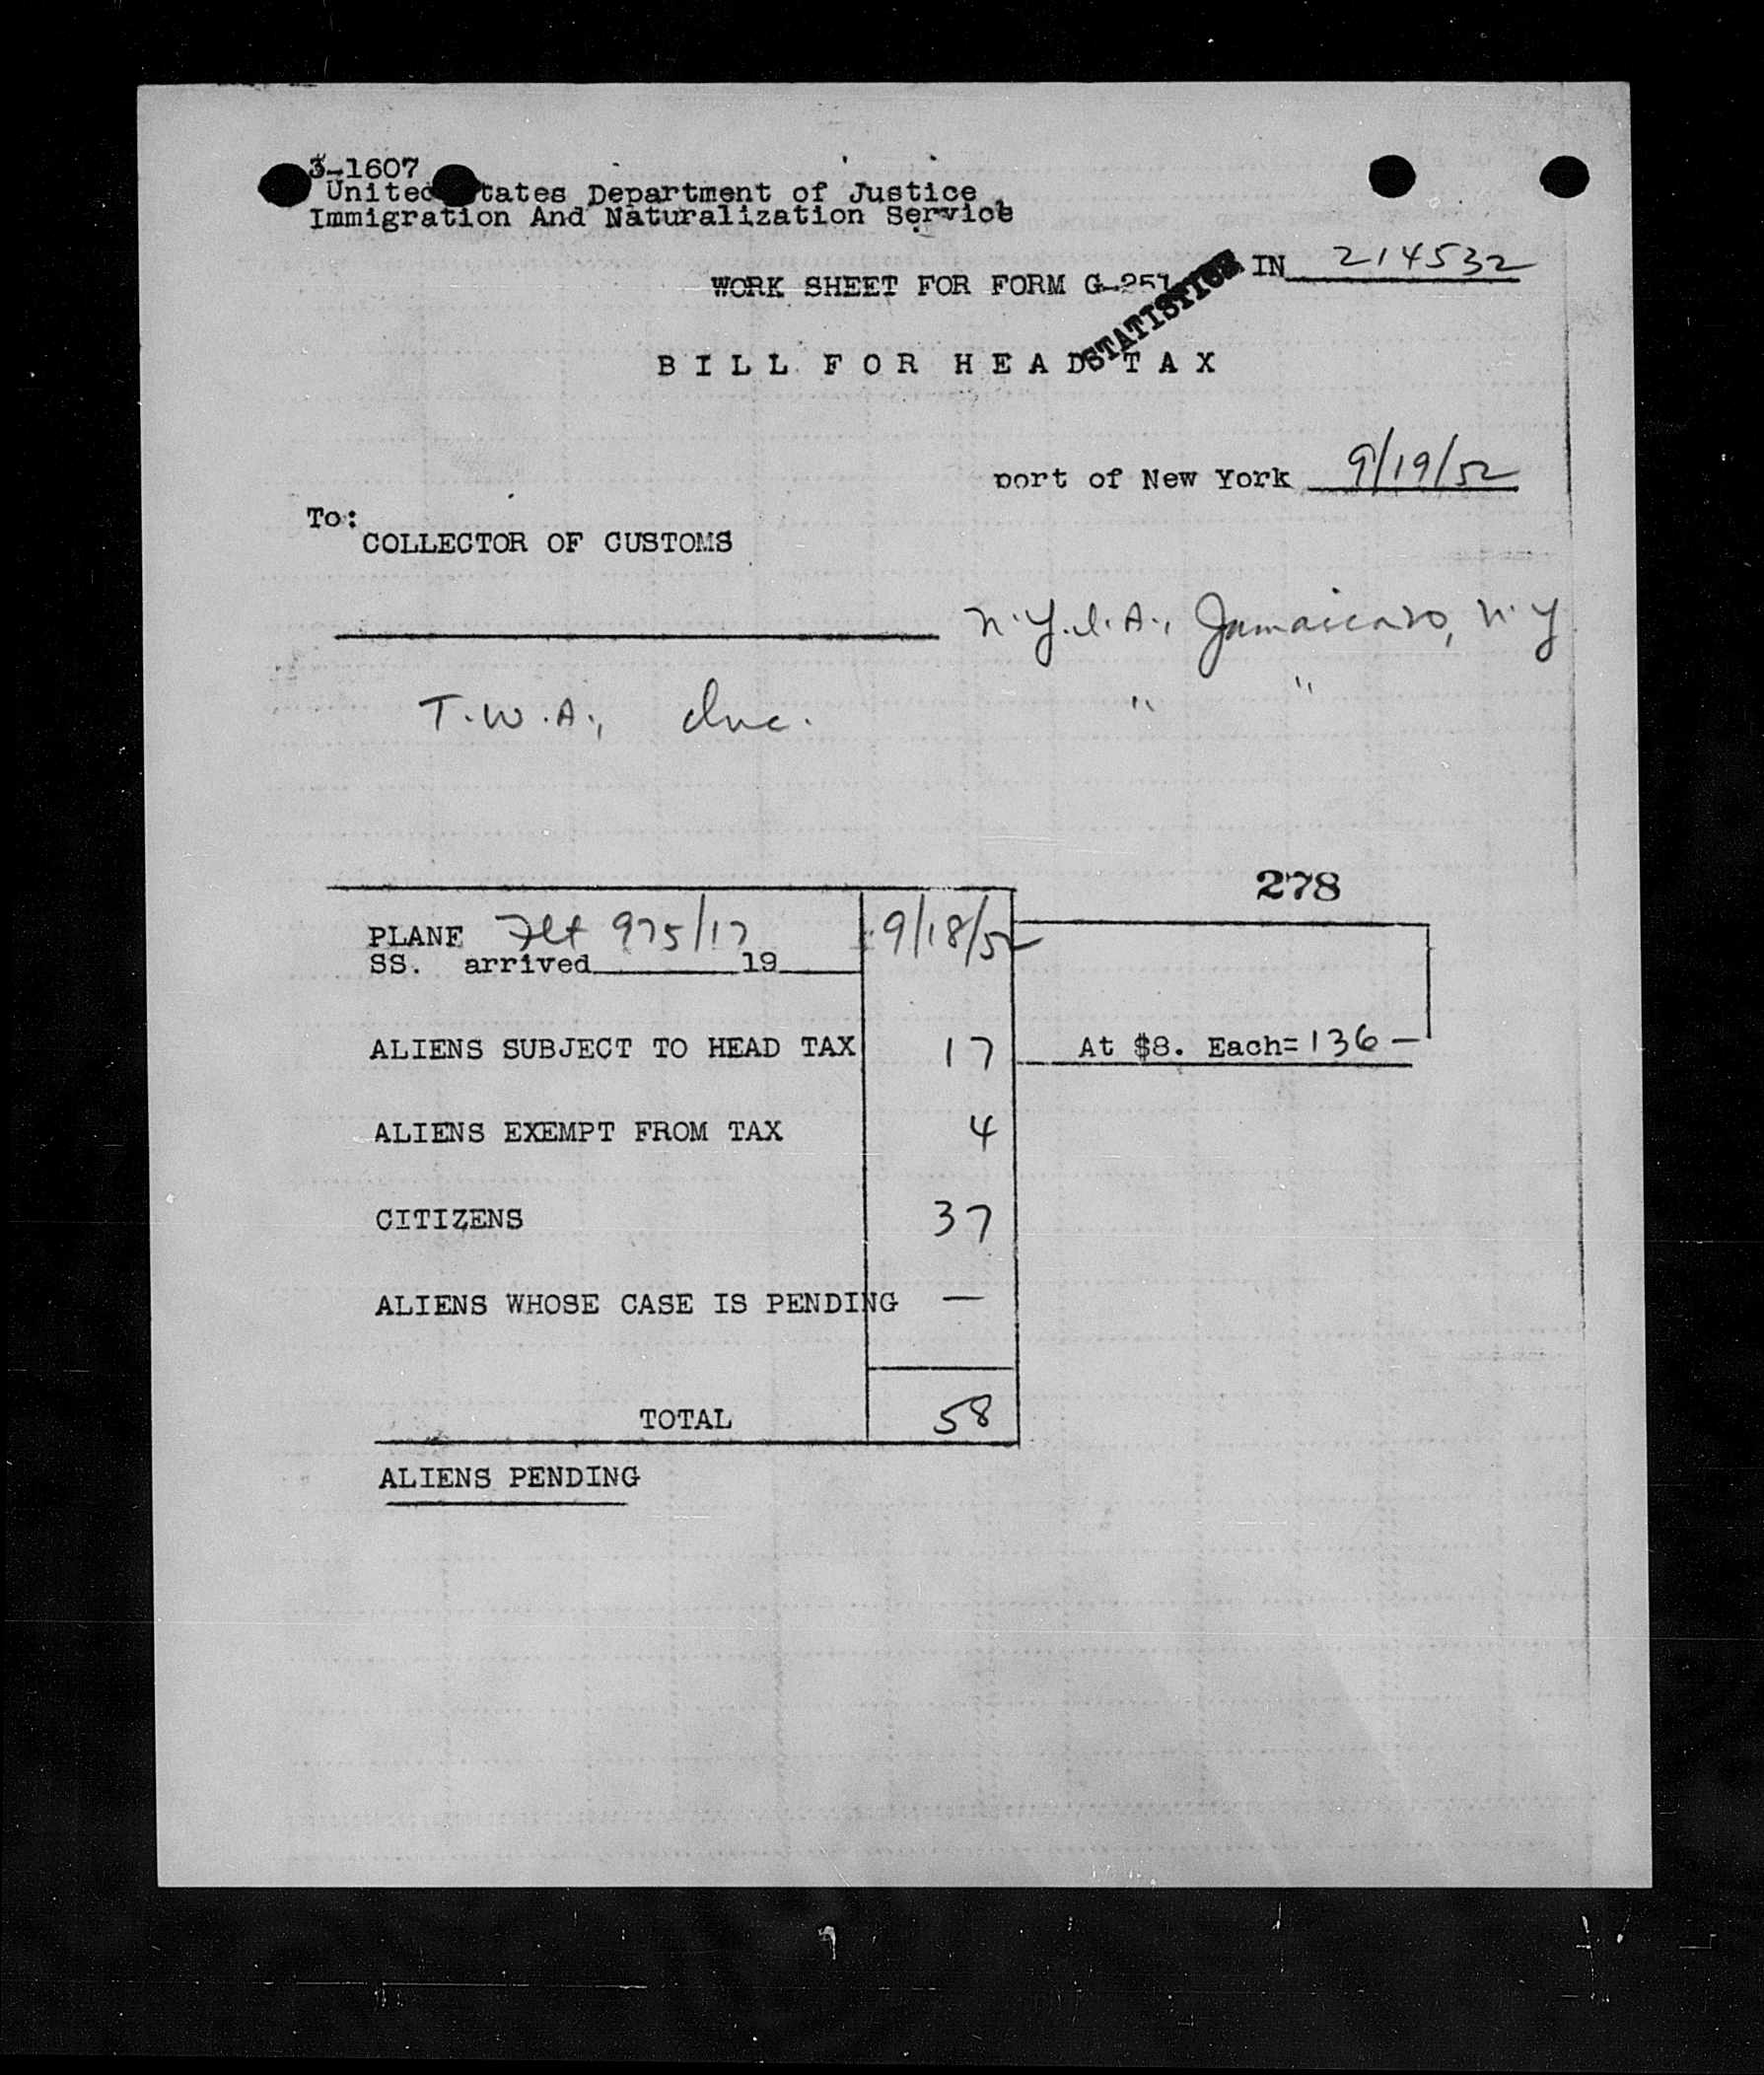 3-1607
United States Department of Justice
Immigration And Naturalization Service
IN 214532
WORK SHEET FOR FORM G-251
STATISTICS
BILL FOR HEAD TAX
port of New York 9/19/52
To:
COLLECTOR OF CUSTOMS
N.Y.I.A., Jamaica 20, N.Y.
T.W.A., Inc. " "
278
PLANE Flt 975/17 9/18/52
SS. arrived 19
ALIENS SUBJECT TO HEAD TAX 17 At $8. Each= 136 —
ALIENS EXEMPT FROM TAX 4
CITIZENS 37
ALIENS WHOSE CASE IS PENDING —
TOTAL 58
ALIENS PENDING